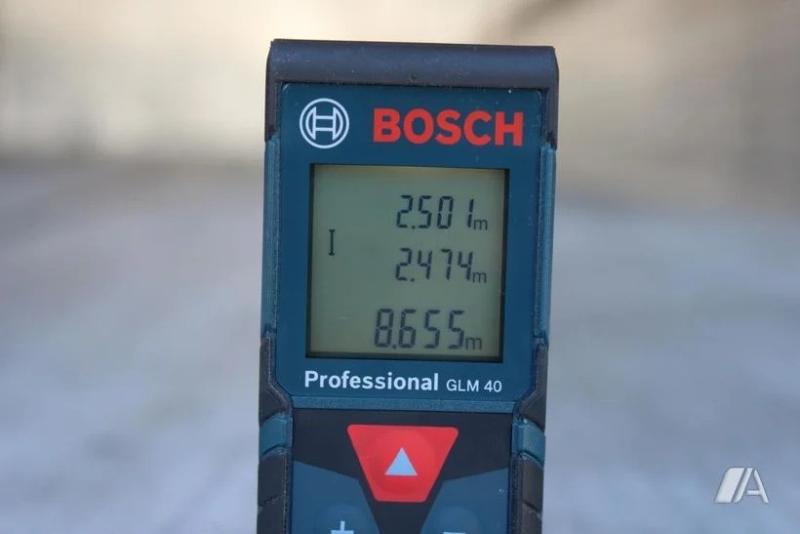 BOSCH
2.501m
2.474m
8.655m
Professional GLM 40
+ −